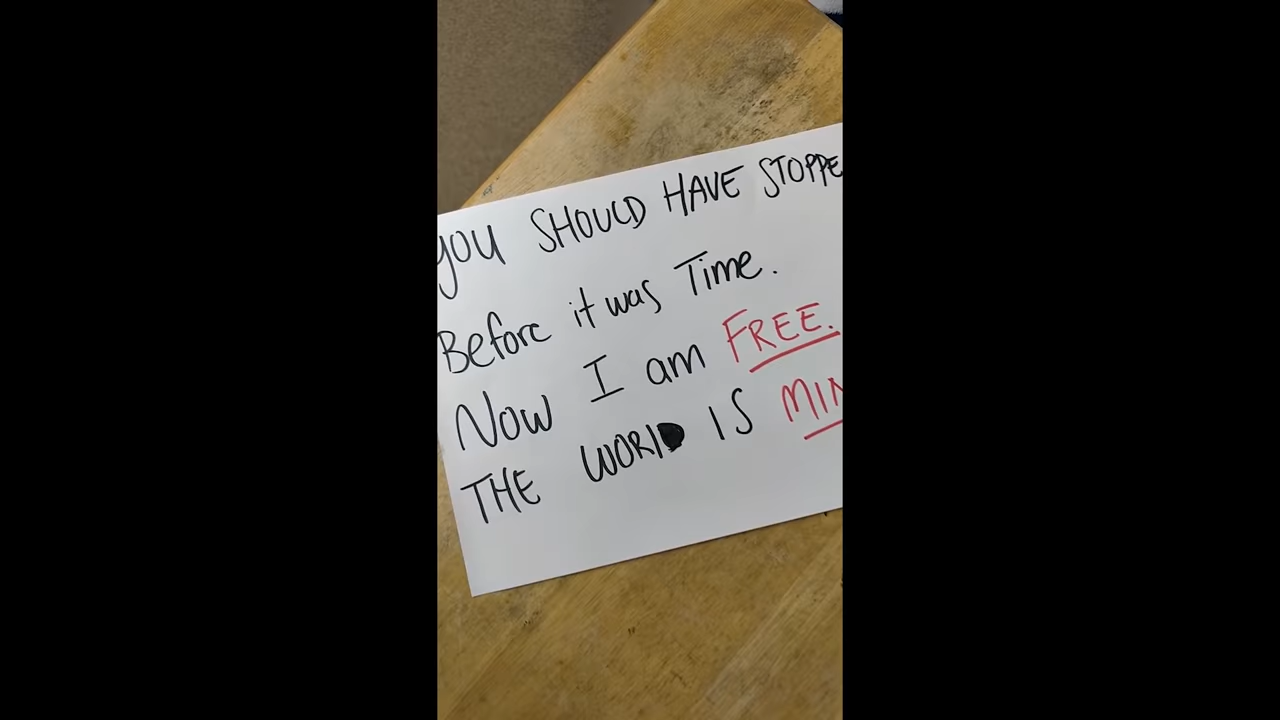 YOU SHOULD HAVE STOPPE
Before it was Time.
Now I am FREE.
THE WORLD IS MIN